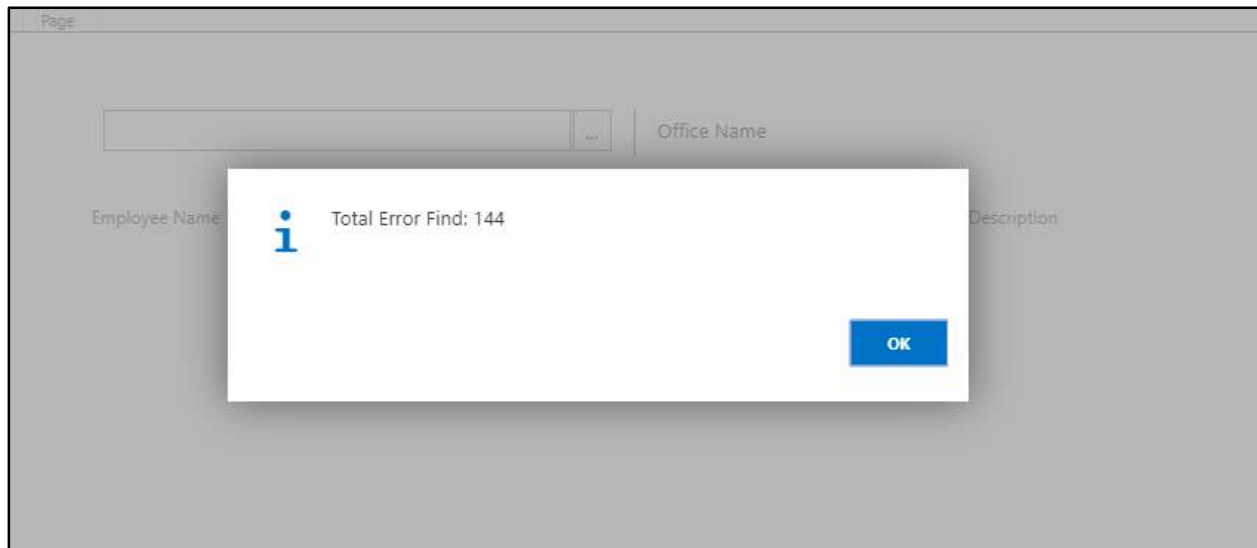 Page
... Office Name
Employee Name
Description
Total Error Find: 144
OK